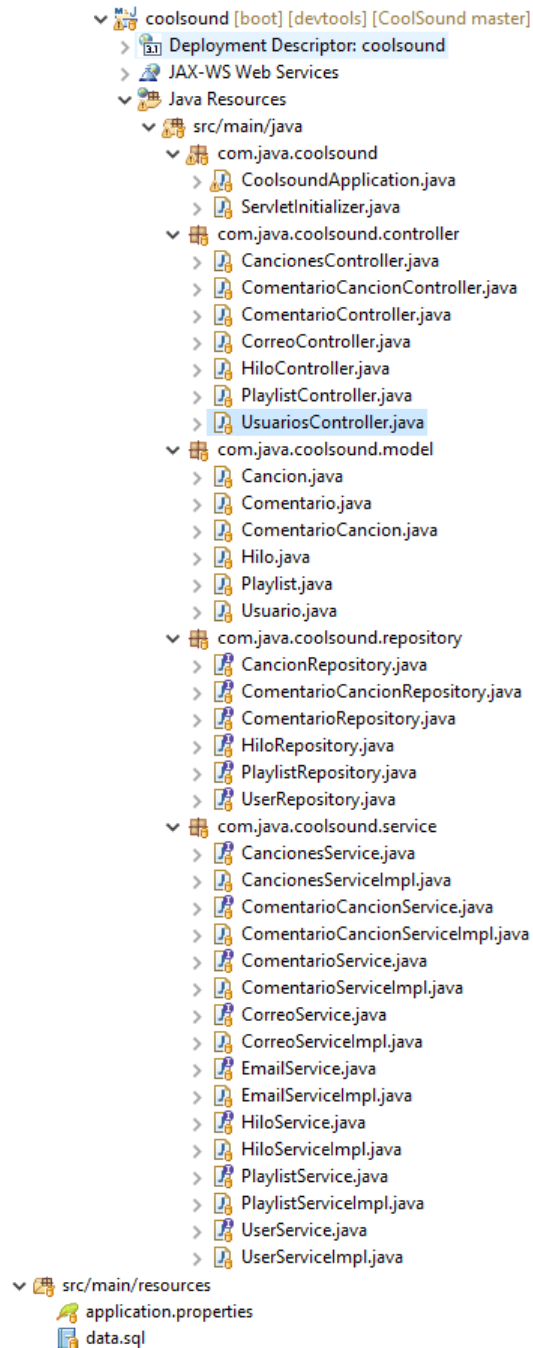 coolsound [boot] [devtools] [CoolSound master]
Deployment Descriptor: coolsound
JAX-WS Web Services
Java Resources
src/main/java
com.java.coolsound
CoolsoundApplication.java
ServletInitializer.java
com.java.coolsound.controller
CancionesController.java
ComentarioCancionController.java
ComentarioController.java
CorreoController.java
HiloController.java
PlaylistController.java
UsuariosController.java
com.java.coolsound.model
Cancion.java
Comentario.java
ComentarioCancion.java
Hilo.java
Playlist.java
Usuario.java
com.java.coolsound.repository
CancionRepository.java
ComentarioCancionRepository.java
ComentarioRepository.java
HiloRepository.java
PlaylistRepository.java
UserRepository.java
com.java.coolsound.service
CancionesService.java
CancionesServiceImpl.java
ComentarioCancionService.java
ComentarioCancionServiceImpl.java
ComentarioService.java
ComentarioServiceImpl.java
CorreoService.java
CorreoServiceImpl.java
EmailService.java
EmailServiceImpl.java
HiloService.java
HiloServiceImpl.java
PlaylistService.java
PlaylistServiceImpl.java
UserService.java
UserServiceImpl.java
src/main/resources
application.properties
data.sql